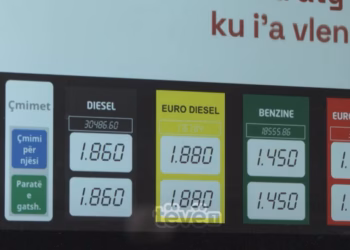 ku i'a vlen
Çmimet
Çmimi
për
njësi
Paratë
e
gatsh.
DIESEL
30486.60
1.860
1.860
EURO DIESEL
1.880
1.880
BENZINE
18555.86
1.450
1.450
EURO
tëvën